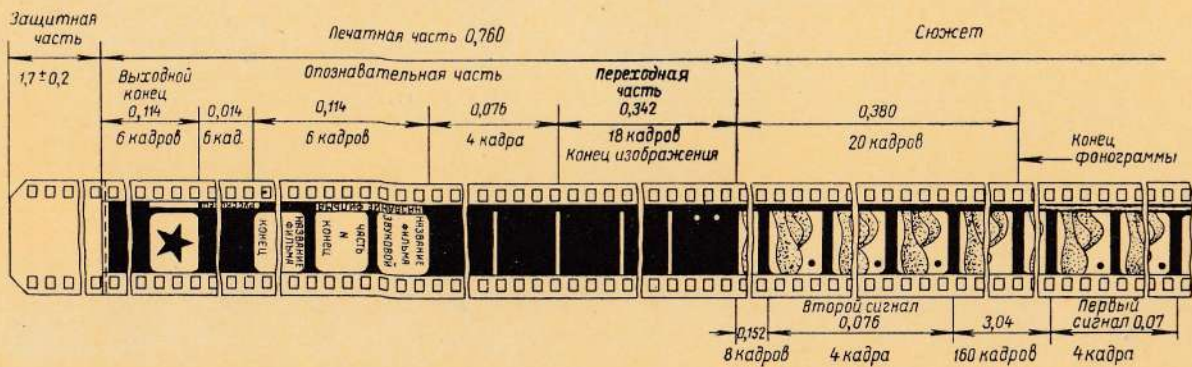 Защитная
часть
1,7±0,2
Печатная часть 0,760
Сюжет
Выходной
конец
0,114
6 кадров
0,014
6 кад.
Опознавательная часть
0,114
6 кадров
0,076
4 кадра
Переходная
часть
0,342
18 кадров
Конец изображения
0,380
20 кадров
Конец
фонограммы
РУССК
КОНЕЦ
НАЗВАНИЕ
ФИЛЬМА
НАЗВАНИЕ ФИЛЬМА
КОНЕЦ
N
ЧАСТЬ
ЗВУКОВОЙ
ФИЛЬМА
НАЗВАНИЕ
0,152
8 кадров
Второй сигнал
0,076
4 кадра
3,04
160 кадров
Первый
сигнал 0,07
4 кадра